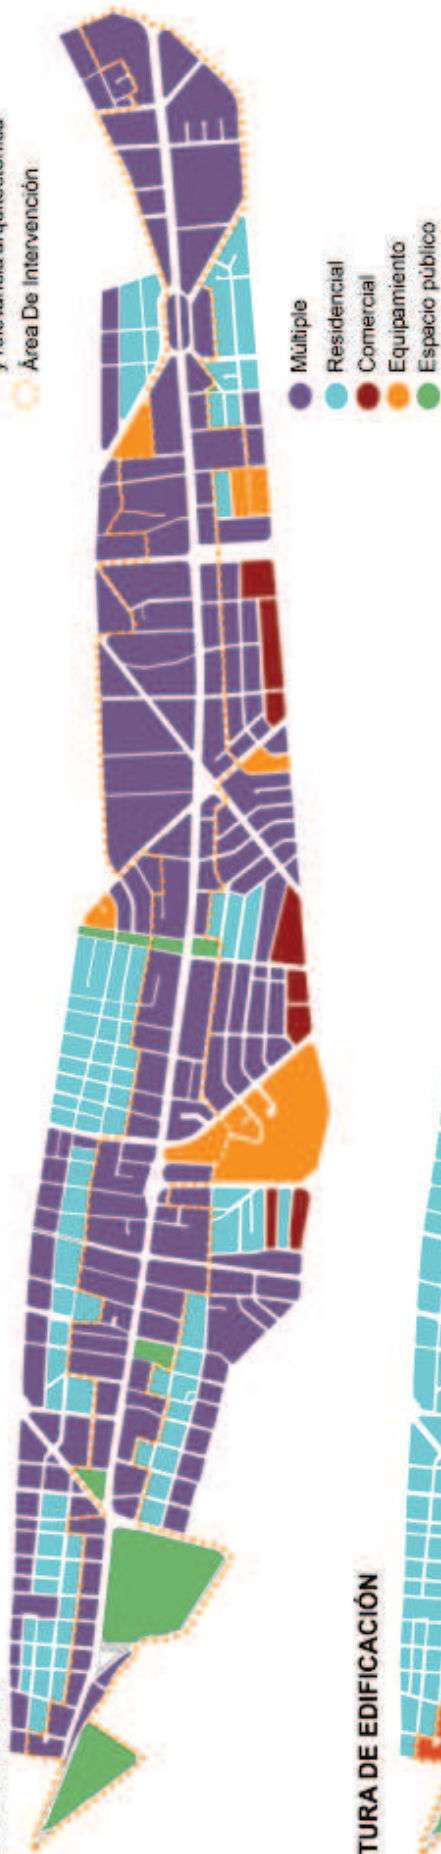 Área De Intervención
Múltiple
Residencial
Comercial
Equipamiento
Espacio público
TURA DE EDIFICACIÓN